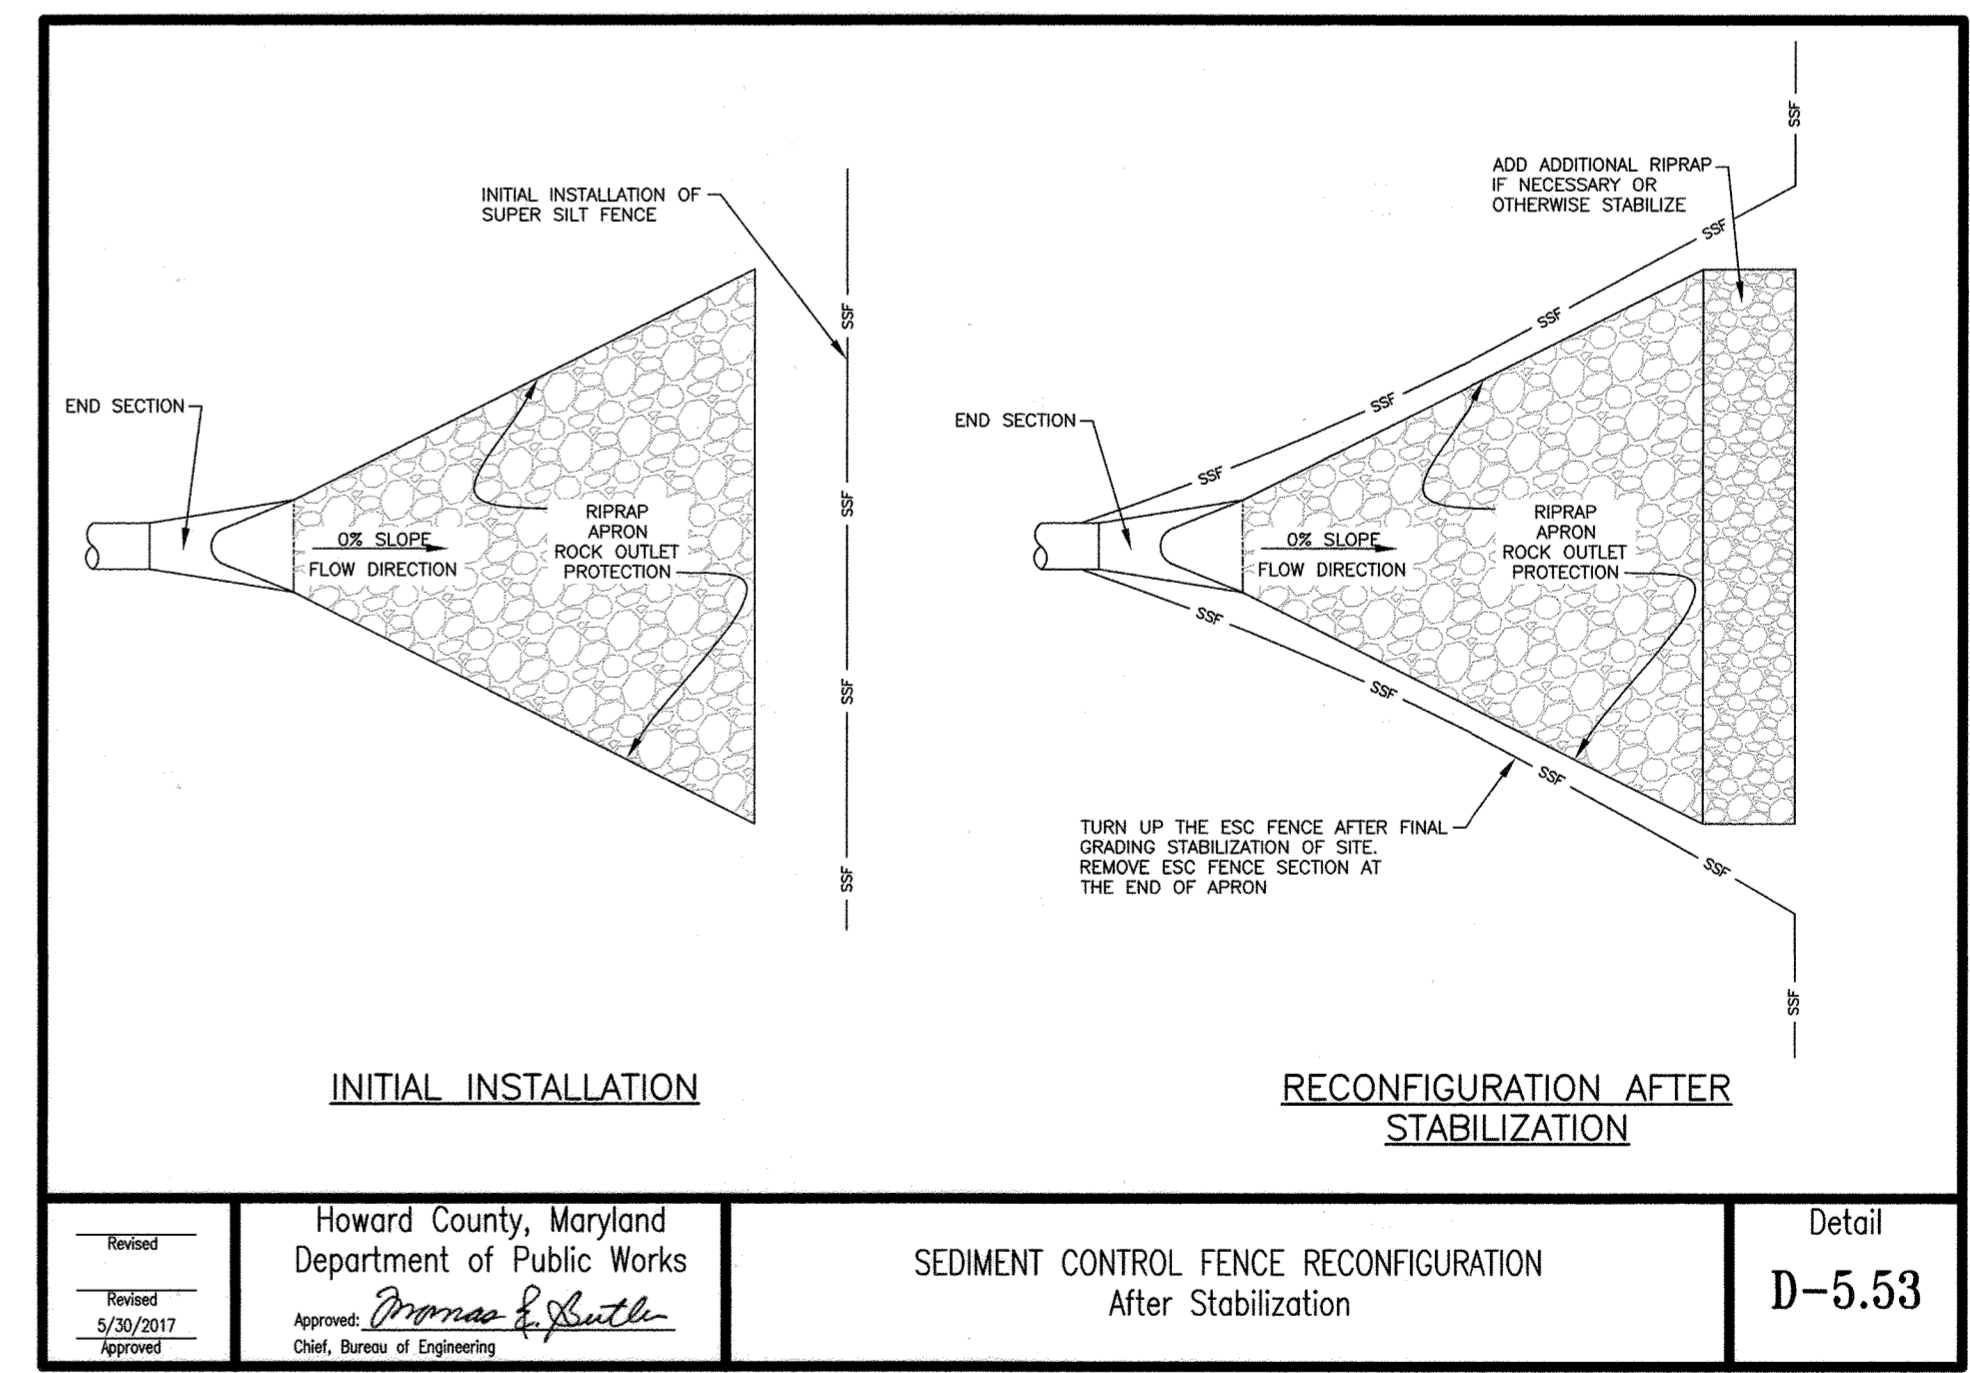 INITIAL INSTALLATION OF
SUPER SILT FENCE
SSF
SSF
SSF
SSF
END SECTION
0% SLOPE
FLOW DIRECTION
RIPRAP
APRON
ROCK OUTLET
PROTECTION
INITIAL INSTALLATION
SSF
ADD ADDITIONAL RIPRAP
IF NECESSARY OR
OTHERWISE STABILIZE
SSF
SSF
SSF
SSF
END SECTION
0% SLOPE
FLOW DIRECTION
RIPRAP
APRON
ROCK OUTLET
PROTECTION
SSF
SSF
SSF
SSF
SSF
TURN UP THE ESC FENCE AFTER FINAL
GRADING STABILIZATION OF SITE.
REMOVE ESC FENCE SECTION AT
THE END OF APRON
RECONFIGURATION AFTER
STABILIZATION
Revised
Revised
5/30/2017
Approved
Howard County, Maryland
Department of Public Works
Approved: Thomas E. Butler
Chief, Bureau of Engineering
SEDIMENT CONTROL FENCE RECONFIGURATION
After Stabilization
Detail
D-5.53